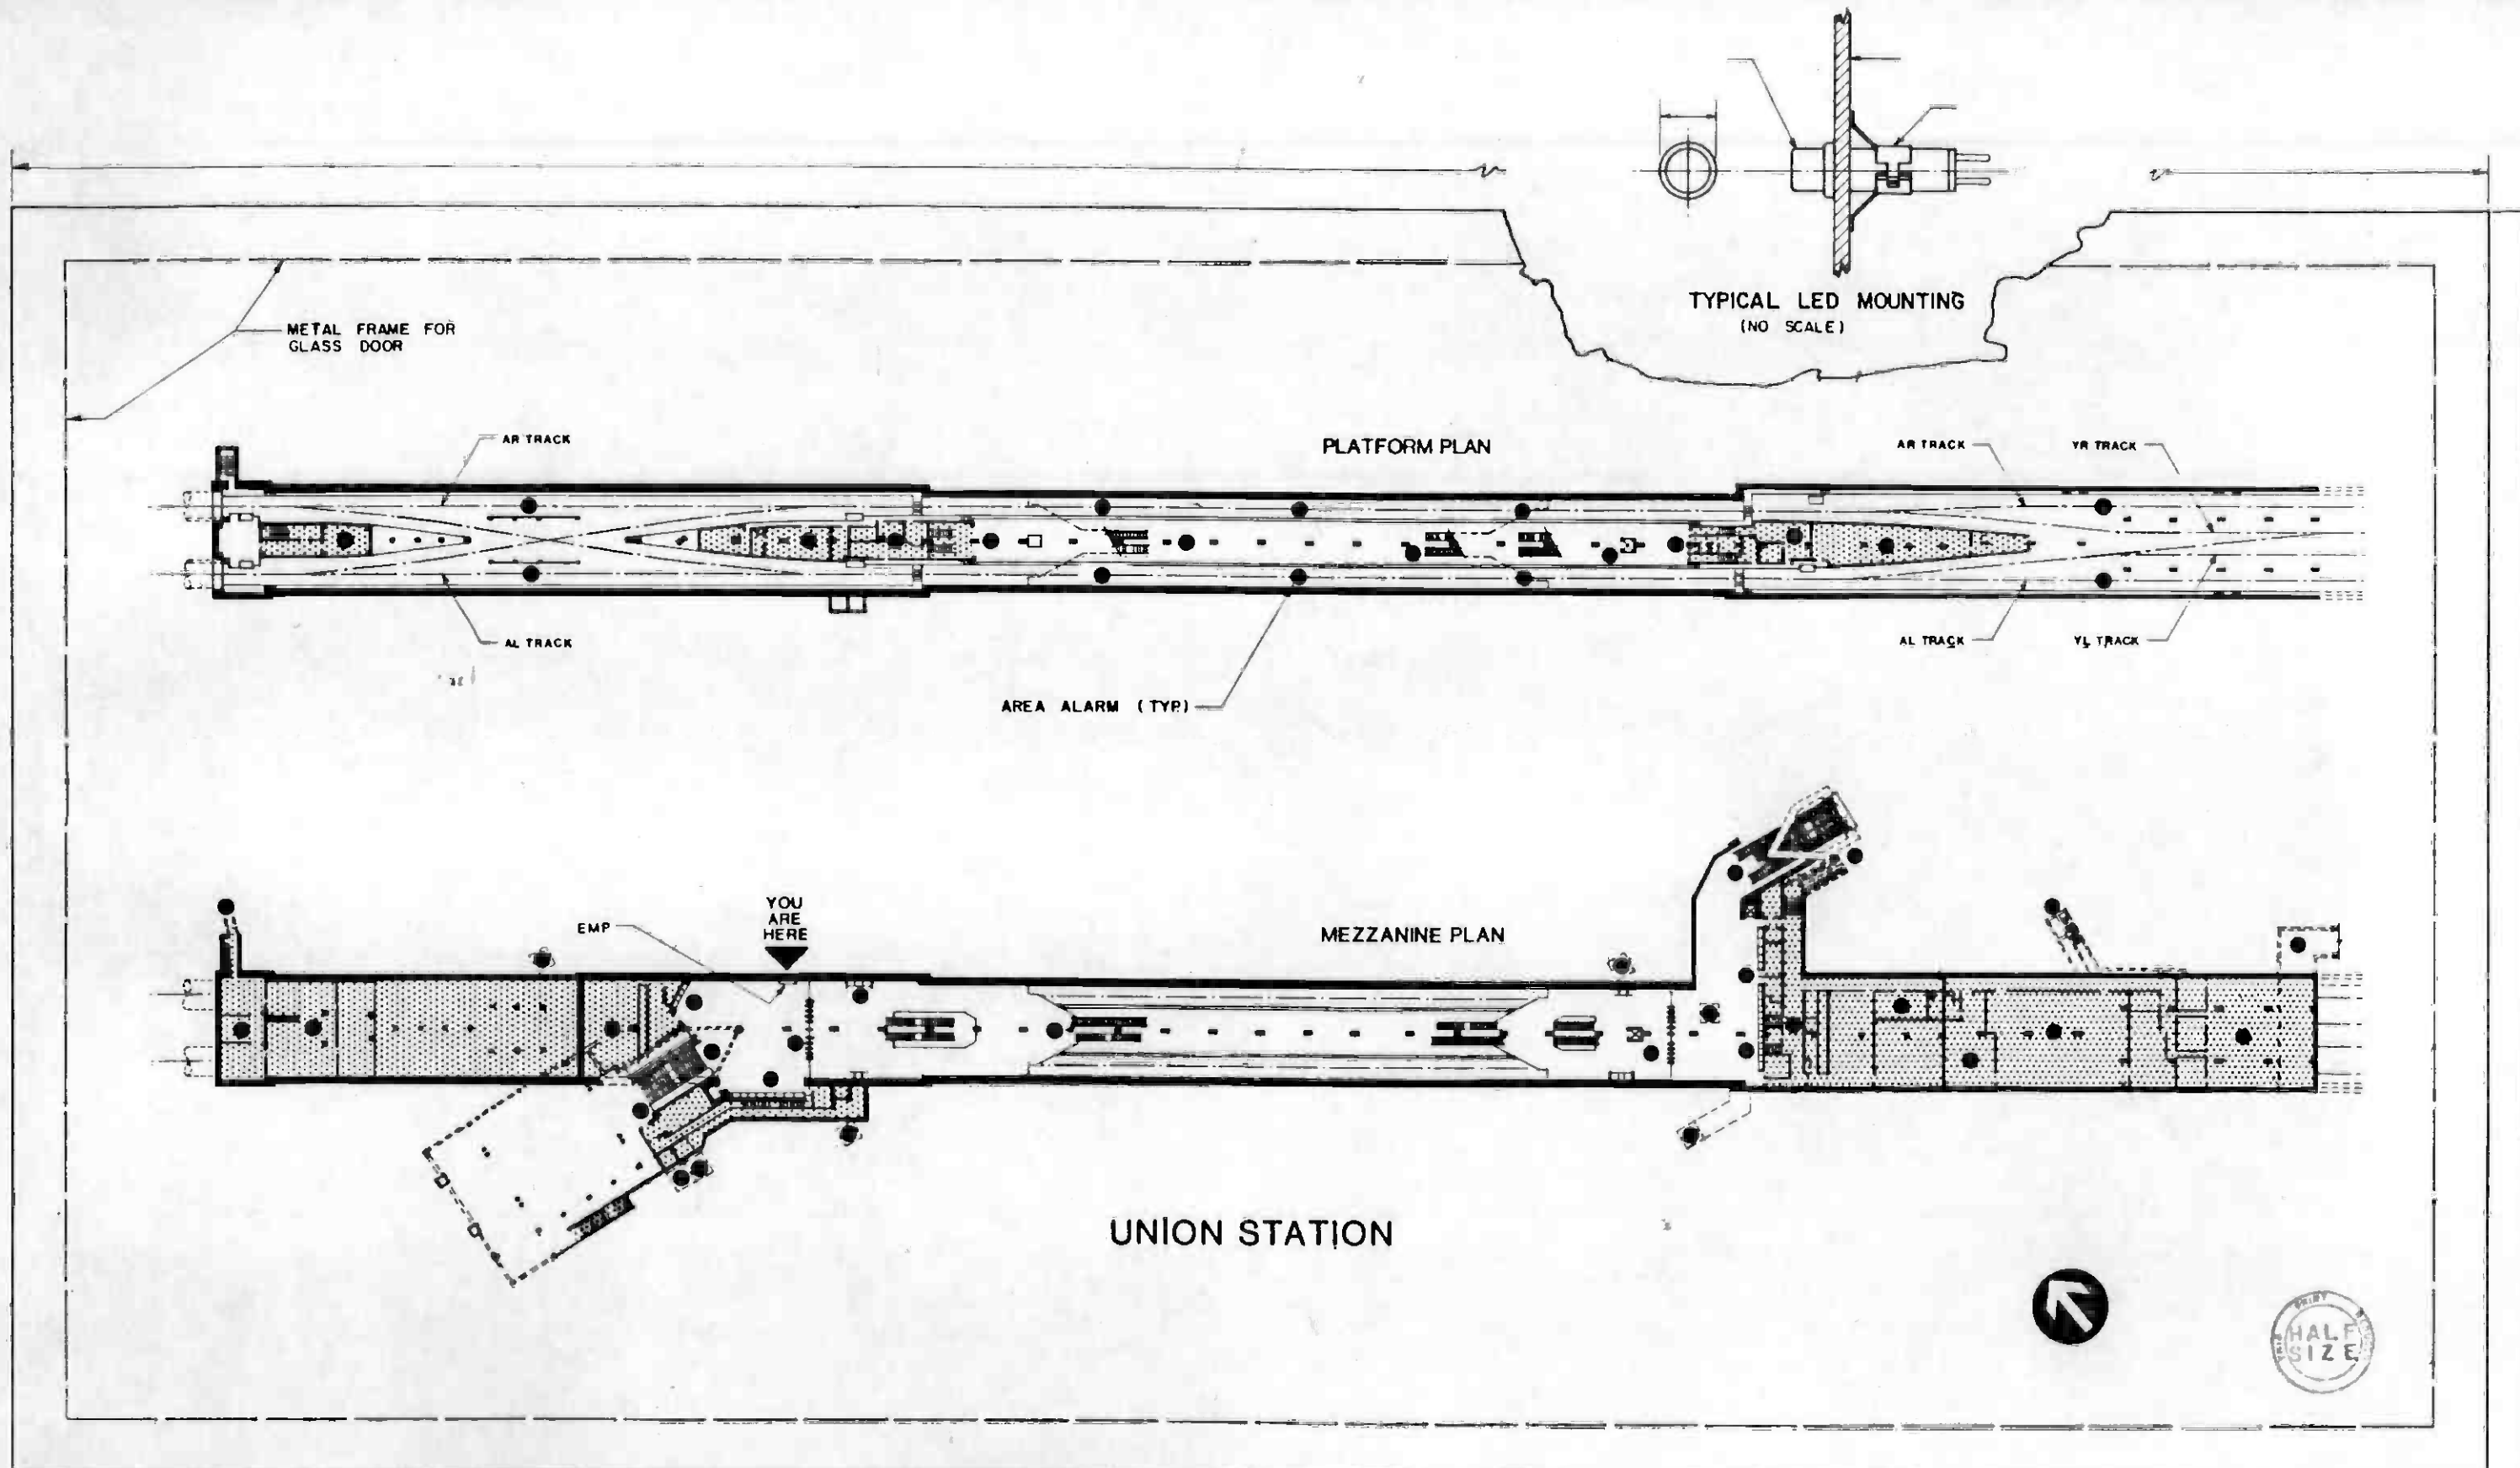 TYPICAL LED MOUNTING
(NO SCALE)
METAL FRAME FOR
GLASS DOOR
AR TRACK
PLATFORM PLAN
AR TRACK
YR TRACK
AL TRACK
AL TRACK
YL TRACK
AREA ALARM (TYP.)
YOU
ARE
HERE
EMP
MEZZANINE PLAN
UNION STATION
PRINT
HALF
SIZE